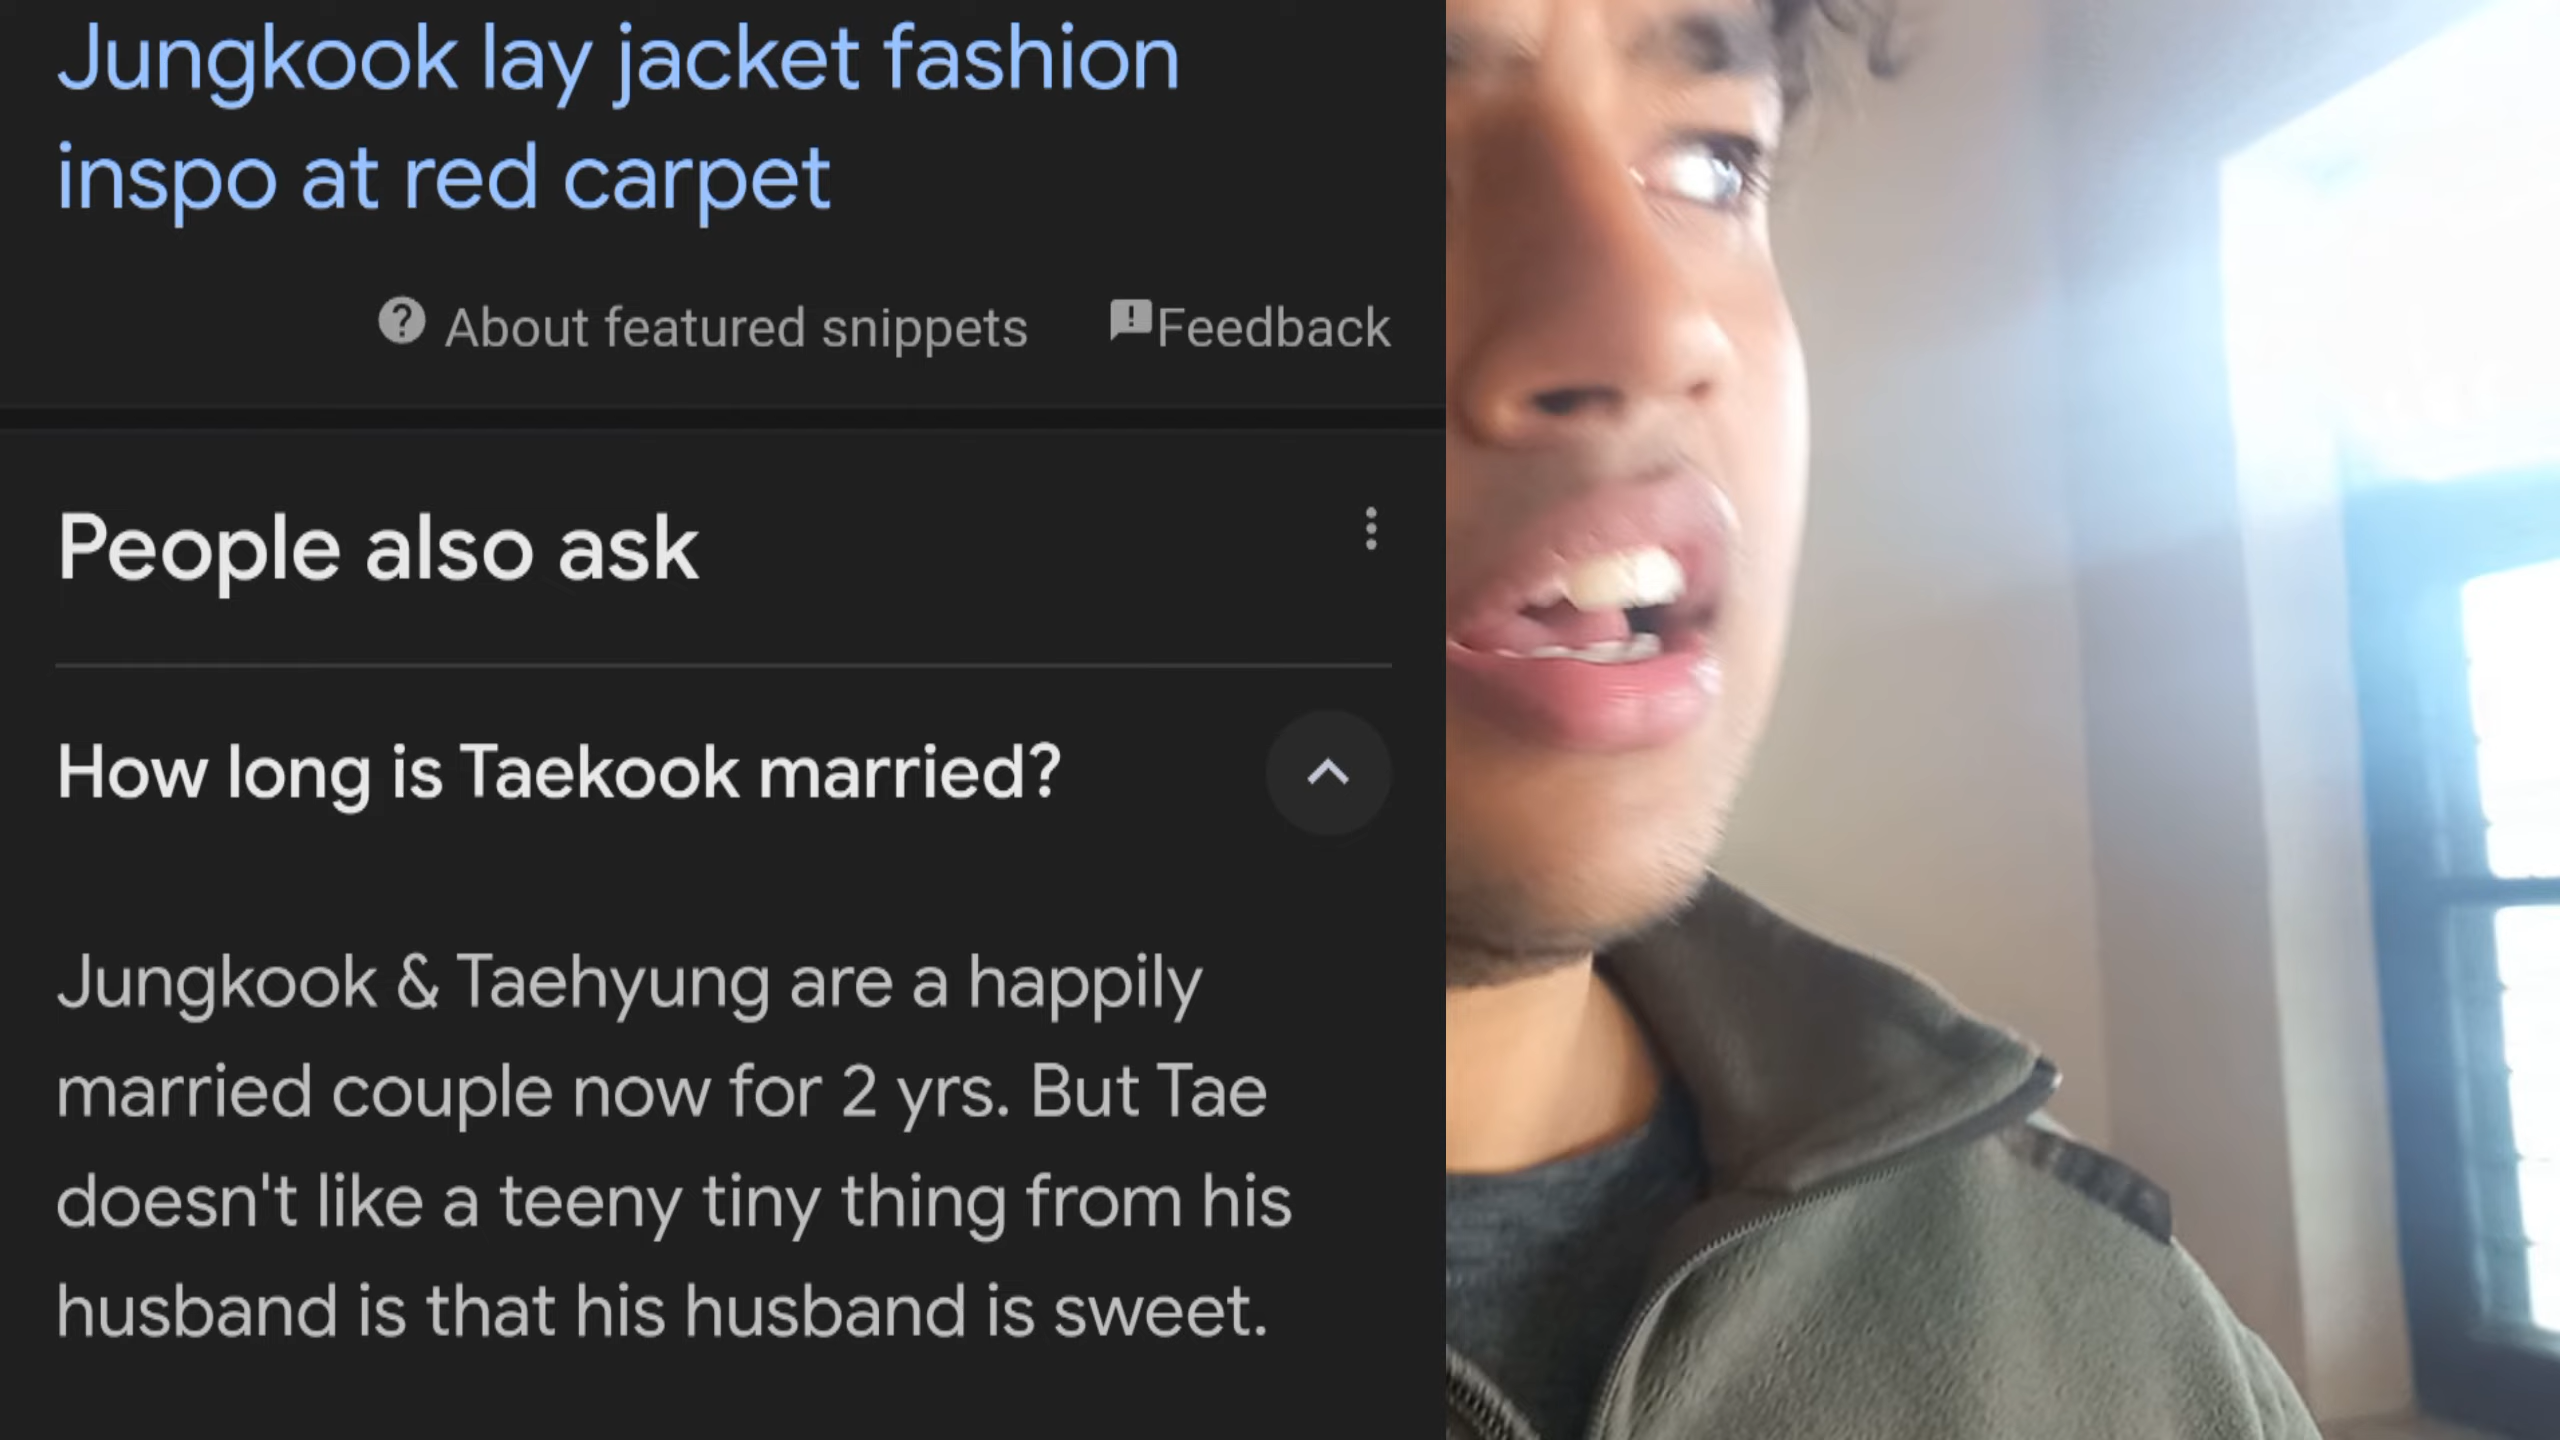 Jungkook lay jacket fashion
inspo at red carpet
About featured snippets
Feedback
People also ask
How long is Taekook married?
Jungkook & Taehyung are a happily
married couple now for 2 yrs. But Tae
doesn't like a teeny tiny thing from his
husband is that his husband is sweet.